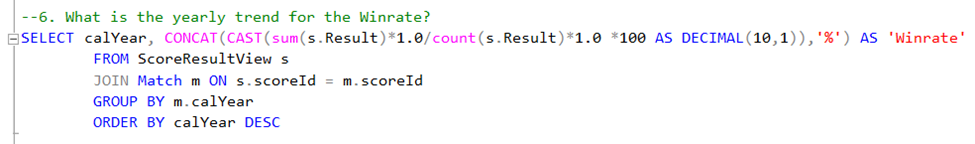 --6. What is the yearly trend for the Winrate?
SELECT calYear, CONCAT(CAST(sum(s.Result)*1.0/count(s.Result)*1.0 *100 AS DECIMAL(10,1)),'%') AS 'Winrate'
FROM ScoreResultView s
JOIN Match m ON s.scoreId = m.scoreId
GROUP BY m.calYear
ORDER BY calYear DESC